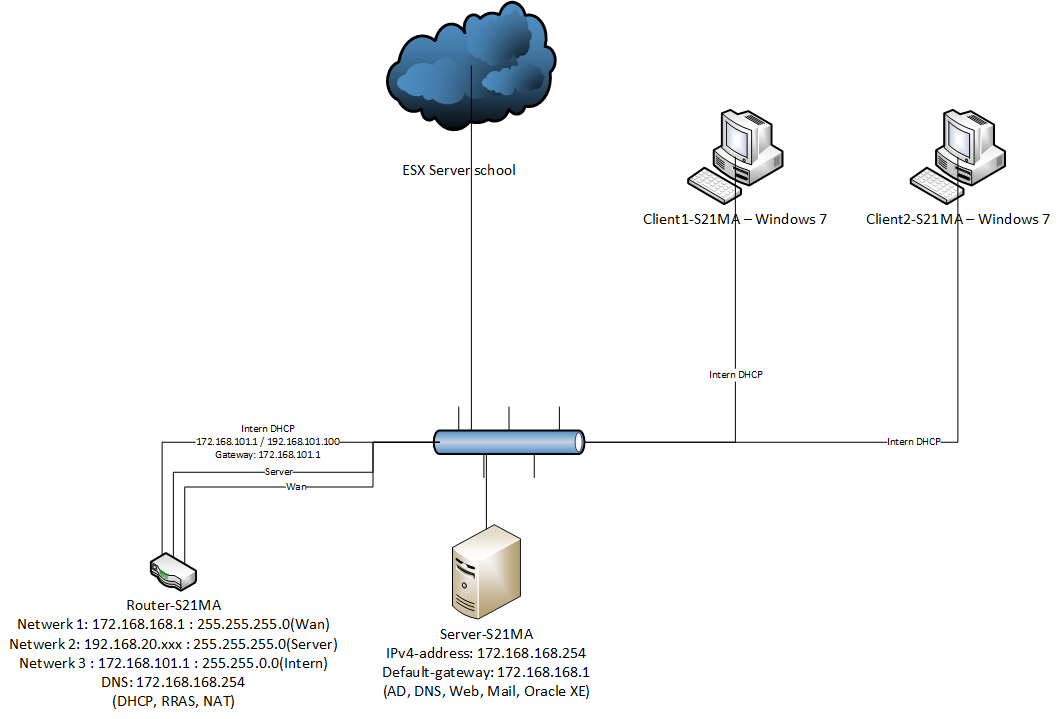 ESX Server school
Client1-S21MA – Windows 7
Client2-S21MA – Windows 7
Intern DHCP
Intern DHCP
172.168.101.1 / 192.168.101.100
Gateway: 172.168.101.1
Intern DHCP
Server
Wan
Router-S21MA
Netwerk 1: 172.168.168.1 : 255.255.255.0(Wan)
Netwerk 2: 192.168.20.xxx : 255.255.255.0(Server)
Netwerk 3 : 172.168.101.1 : 255.255.0.0(Intern)
DNS: 172.168.168.254
(DHCP, RRAS, NAT)
Server-S21MA
IPv4-address: 172.168.168.254
Default-gateway: 172.168.168.1
(AD, DNS, Web, Mail, Oracle XE)